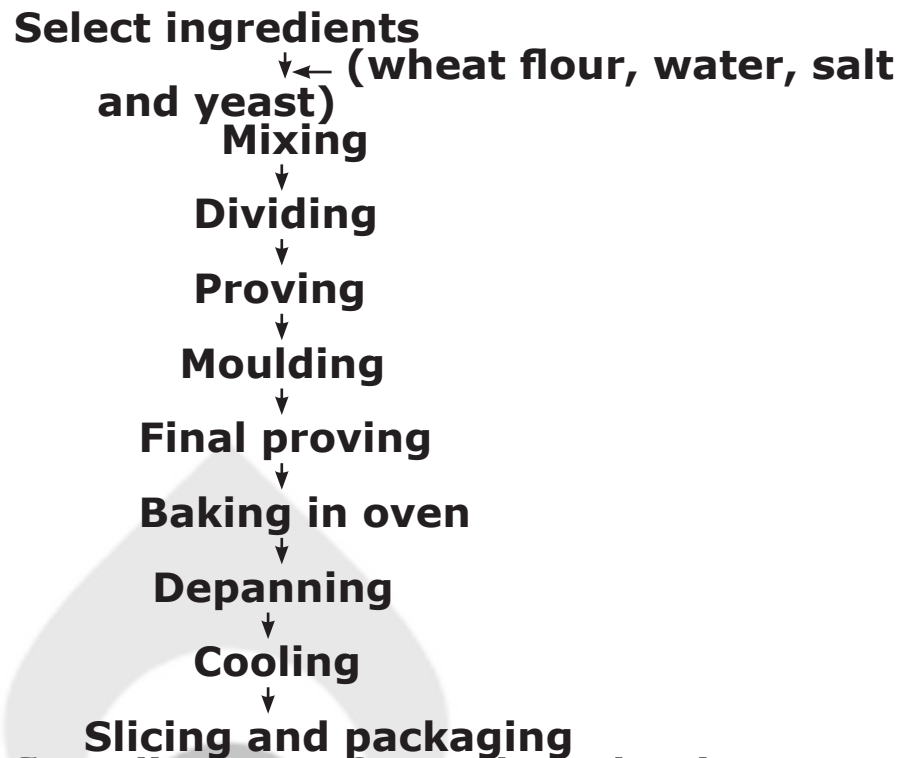 Select ingredients
(wheat flour, water, salt
and yeast)
Mixing
Dividing
Proving
Moulding
Final proving
Baking in oven
Depanning
Cooling
Slicing and packaging